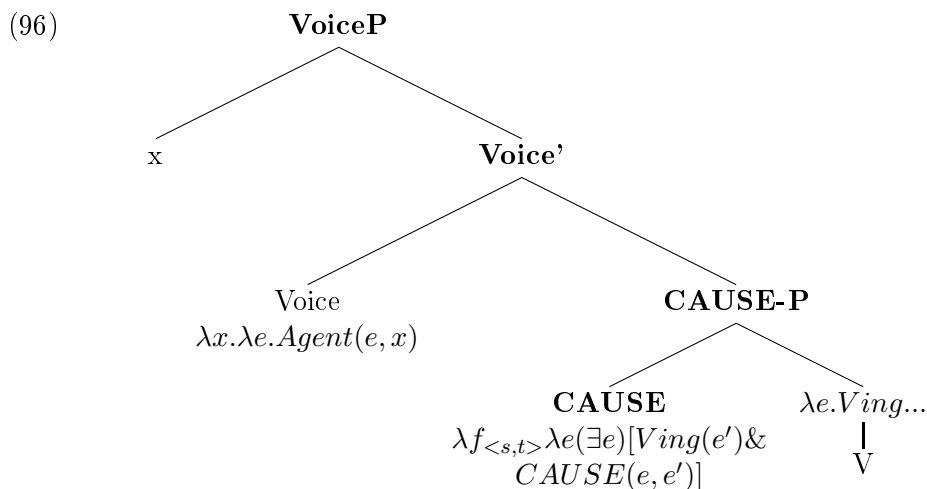 (96)
VoiceP
x
Voice'
Voice
λx.λe.Agent(e, x)
CAUSE-P
CAUSE
λf<s,t>λe(∃e)[Ving(e′)&
CAUSE(e, e′)]
λe.Ving...
V